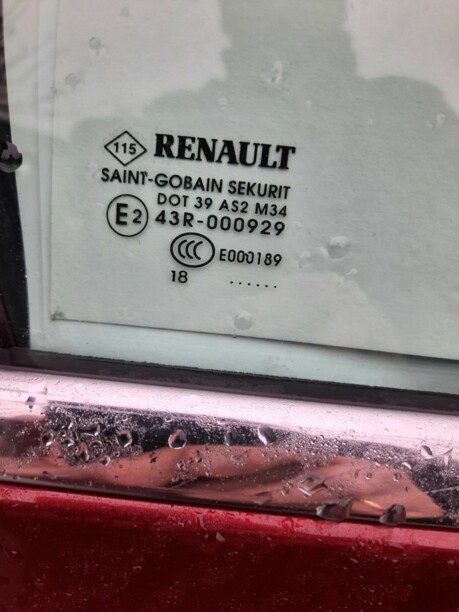 115 RENAULT
SAINT-GOBAIN SEKURIT
DOT 39 AS2 M34
E2 43R-000929
CCC E000189
18 ......